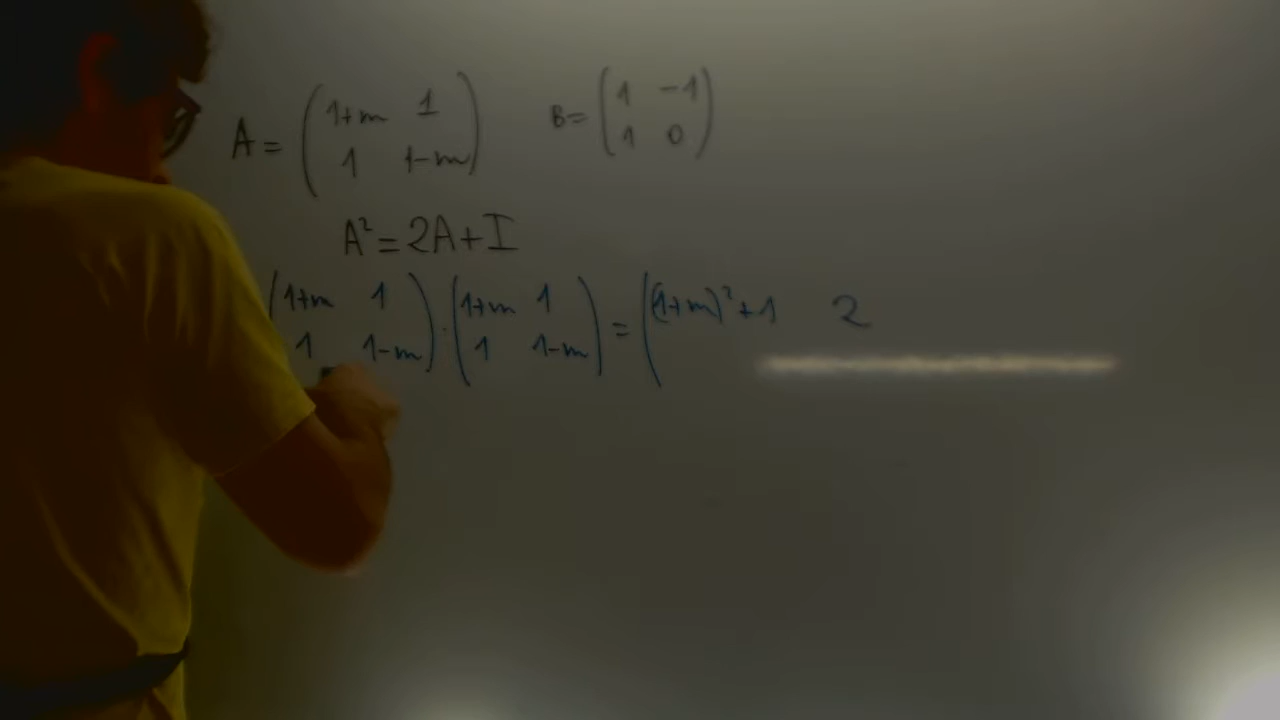 A = ( 1+m 1 B = ( 1 -1
1 1-m ) 1 0 )
A² = 2A + I
( 1+m 1 ) · ( 1+m 1 ) = ( (1+m)² + 1 2
1 1-m 1 1-m